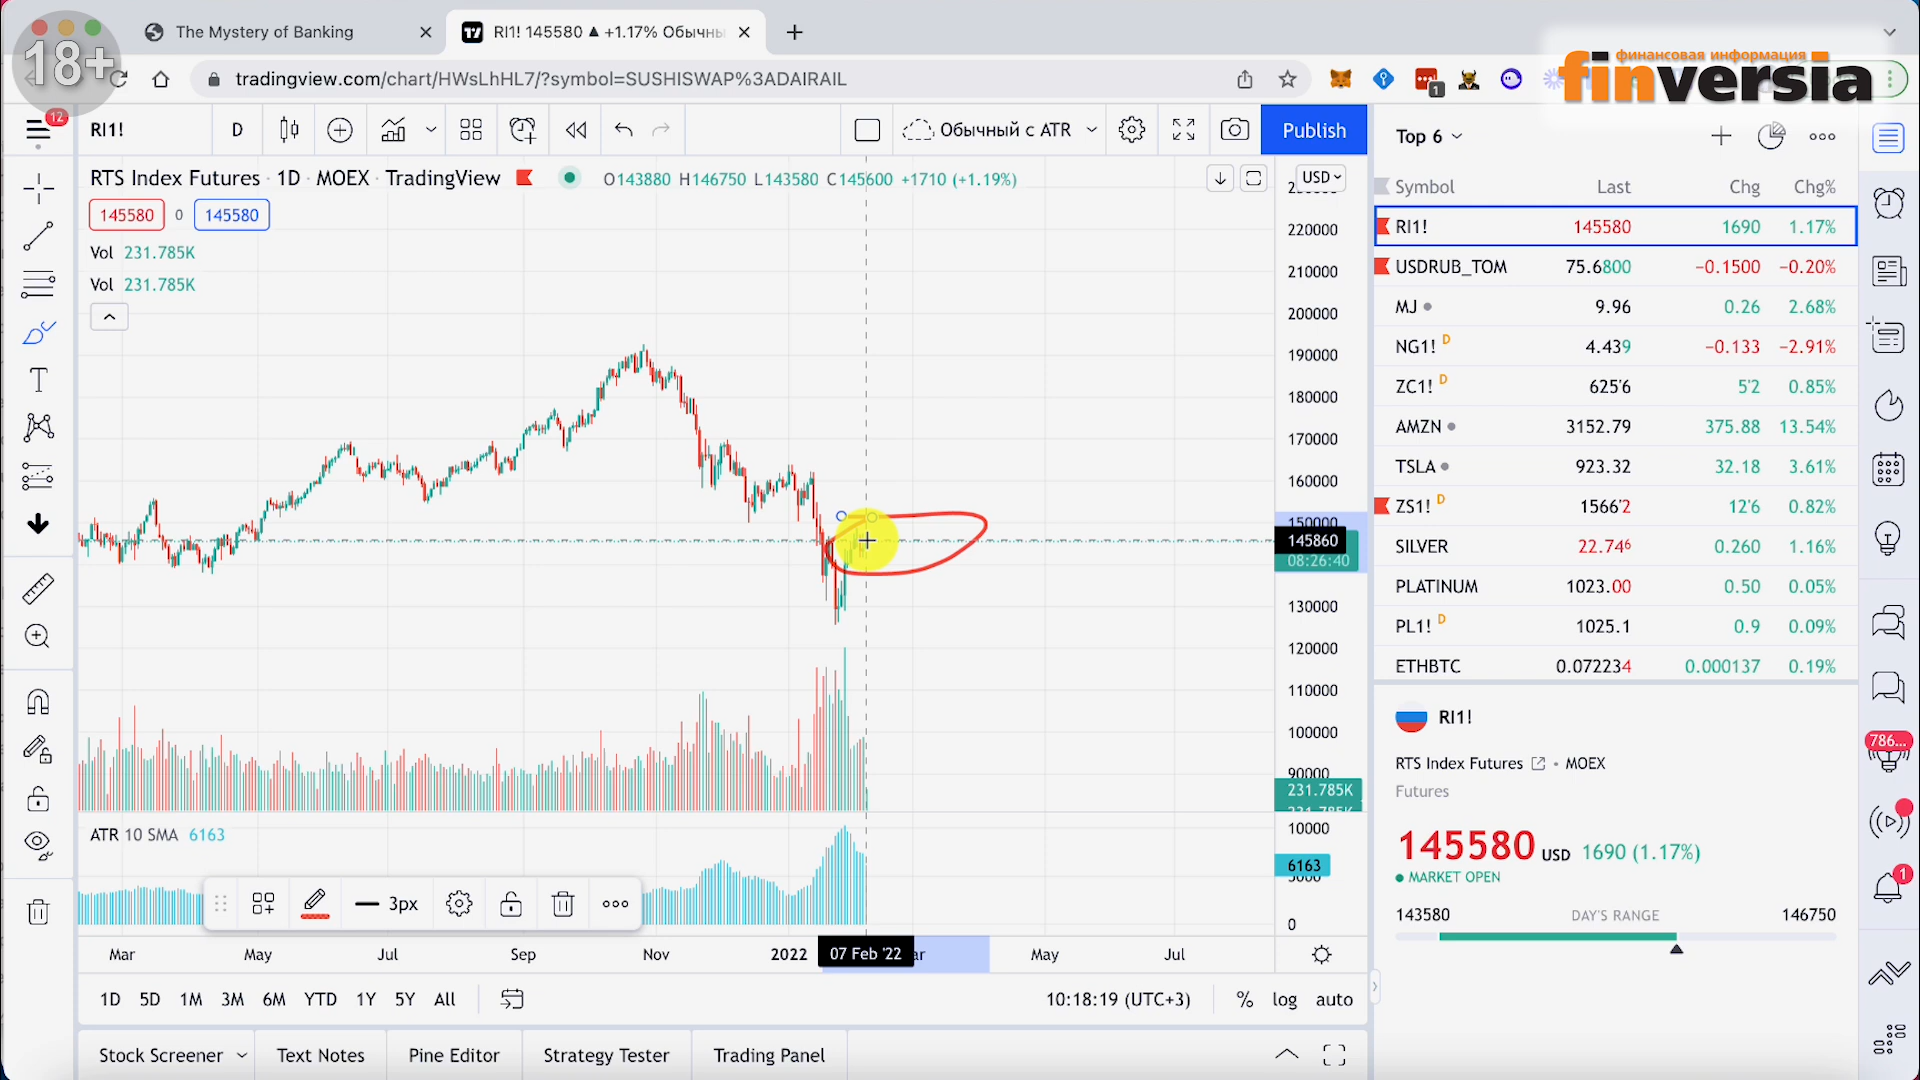 The Mystery of Banking
RI1! 145580 ▲ +1.17% Обычн
18+
tradingview.com/chart/HWsLhHL7/?symbol=SUSHISWAP%3ADAIRAIL
1
финансовая информация
finversia
12
RI1!
D
Обычный с ATR
Publish
RTS Index Futures · 1D · MOEX · TradingView
O143880 H146750 L143580 C145600 +1710 (+1.19%)
USD
145580 0 145580
Vol 231.785K
Vol 231.785K
220000
210000
200000
190000
180000
170000
160000
150000
145860
08:26:40
130000
120000
110000
100000
90000
231.785K
231.785K
ATR 10 SMA 6163
10000
6163
5000
0
3px
Mar May Jul Sep Nov 2022 07 Feb '22 May Jul
1D 5D 1M 3M 6M YTD 1Y 5Y All
10:18:19 (UTC+3) % log auto
Stock Screener Text Notes Pine Editor Strategy Tester Trading Panel
Top 6
Symbol Last Chg Chg%
RI1! 145580 1690 1.17%
USDRUB_TOM 75.6800 −0.1500 −0.20%
MJ 9.96 0.26 2.68%
NG1! D 4.439 −0.133 −2.91%
ZC1! D 625'6 5'2 0.85%
AMZN 3152.79 375.88 13.54%
TSLA 923.32 32.18 3.61%
ZS1! D 1566'2 12'6 0.82%
SILVER 22.746 0.260 1.16%
PLATINUM 1023.00 0.50 0.05%
PL1! D 1025.1 0.9 0.09%
ETHBTC 0.072234 0.000137 0.19%
RI1!
RTS Index Futures • MOEX
Futures
145580 USD 1690 (1.17%)
MARKET OPEN
143580 DAY'S RANGE 146750
786...
1